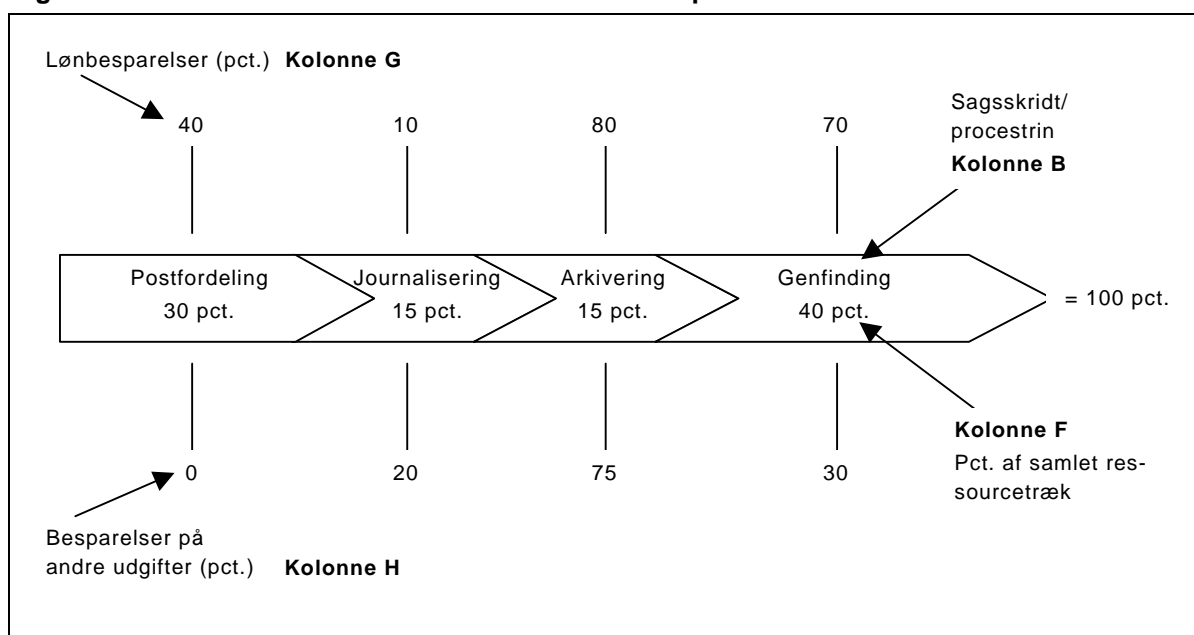 Lønbesparelser (pct.) Kolonne G
Sagsskridt/
procestrin
Kolonne B
40 10 80 70
Postfordeling Journalisering Arkivering Genfinding
30 pct. 15 pct. 15 pct. 40 pct. = 100 pct.
Kolonne F
Pct. af samlet res-
sourcetræk
0 20 75 30
Besparelser på
andre udgifter (pct.) Kolonne H